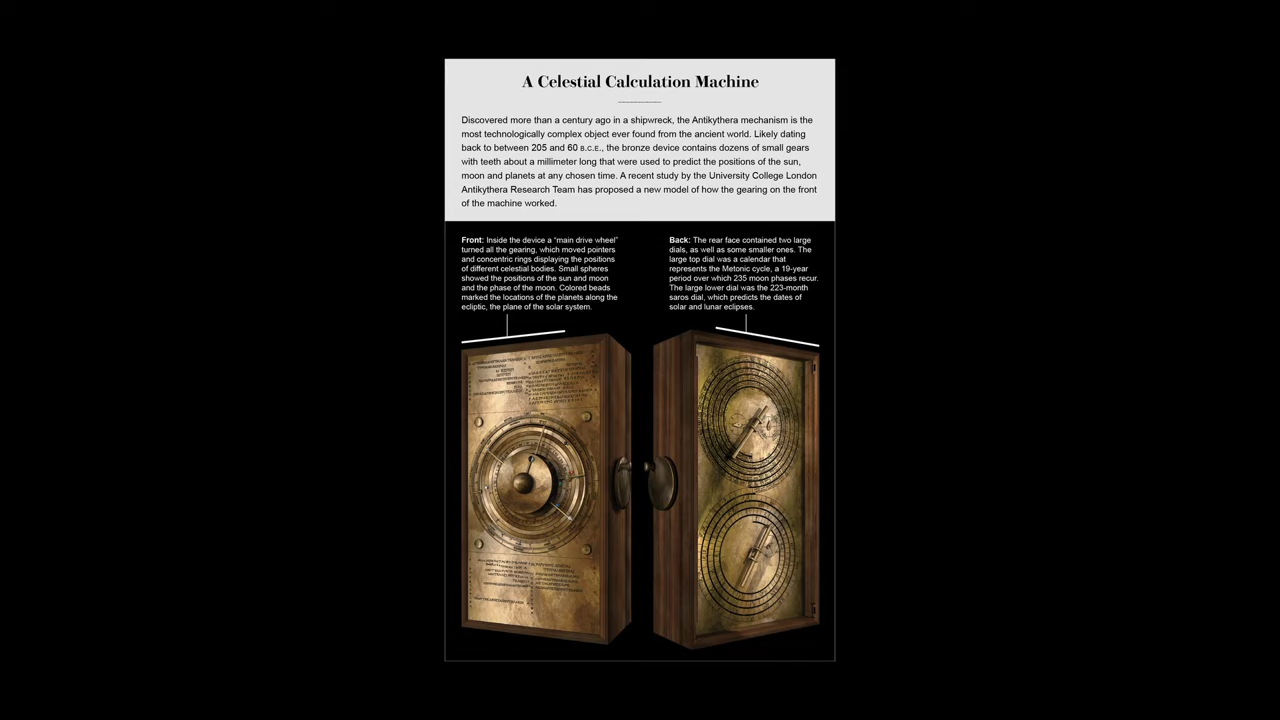 A Celestial Calculation Machine
Discovered more than a century ago in a shipwreck, the Antikythera mechanism is the
most technologically complex object ever found from the ancient world. Likely dating
back to between 205 and 60 B.C.E., the bronze device contains dozens of small gears
with teeth about a millimeter long that were used to predict the positions of the sun,
moon and planets at any chosen time. A recent study by the University College London
Antikythera Research Team has proposed a new model of how the gearing on the front
of the machine worked.
Front: Inside the device a “main drive wheel”
turned all the gearing, which moved pointers
and concentric rings displaying the positions
of different celestial bodies. Small spheres
showed the positions of the sun and moon
and the phase of the moon. Colored beads
marked the locations of the planets along the
ecliptic, the plane of the solar system.
Back: The rear face contained two large
dials, as well as some smaller ones. The
large top dial was a calendar that
represents the Metonic cycle, a 19-year
period over which 235 moon phases recur.
The large lower dial was the 223-month
saros dial, which predicts the dates of
solar and lunar eclipses.